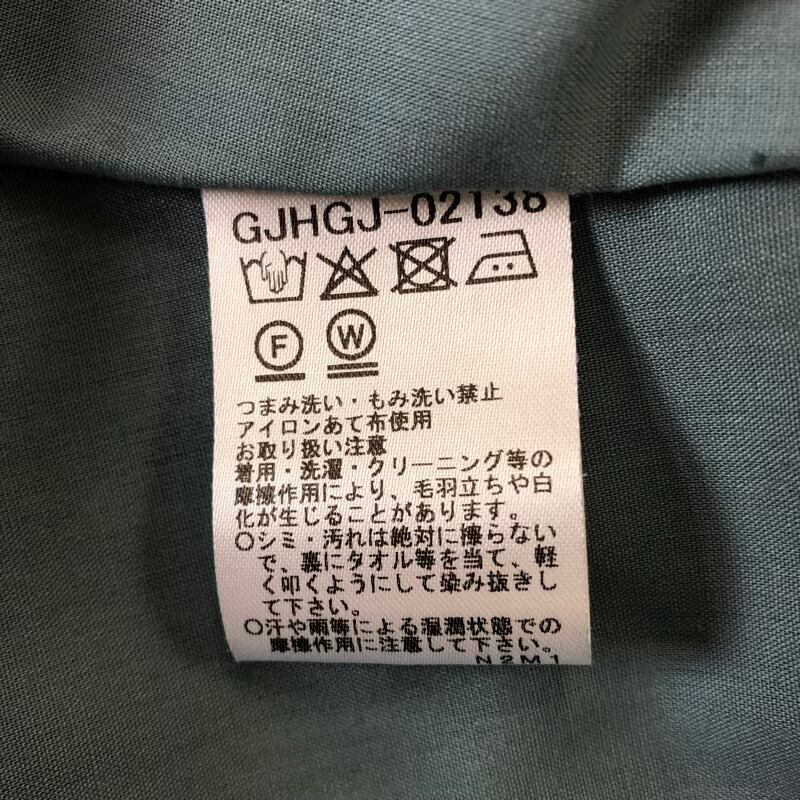 GJHGJ-02138
F
W
つまみ洗い・もみ洗い禁止
アイロンあて布使用
お取り扱い注意
着用・洗濯・クリーニング等の
摩擦作用により、毛羽立ちや白
化が生じることがあります。
○シミ・汚れは絶対に擦らない
で、裏にタオル等を当て、軽
く叩くようにして染み抜きし
て下さい。
○汗や雨等による湿潤状態での
摩擦作用に注意して下さい。
N2M1